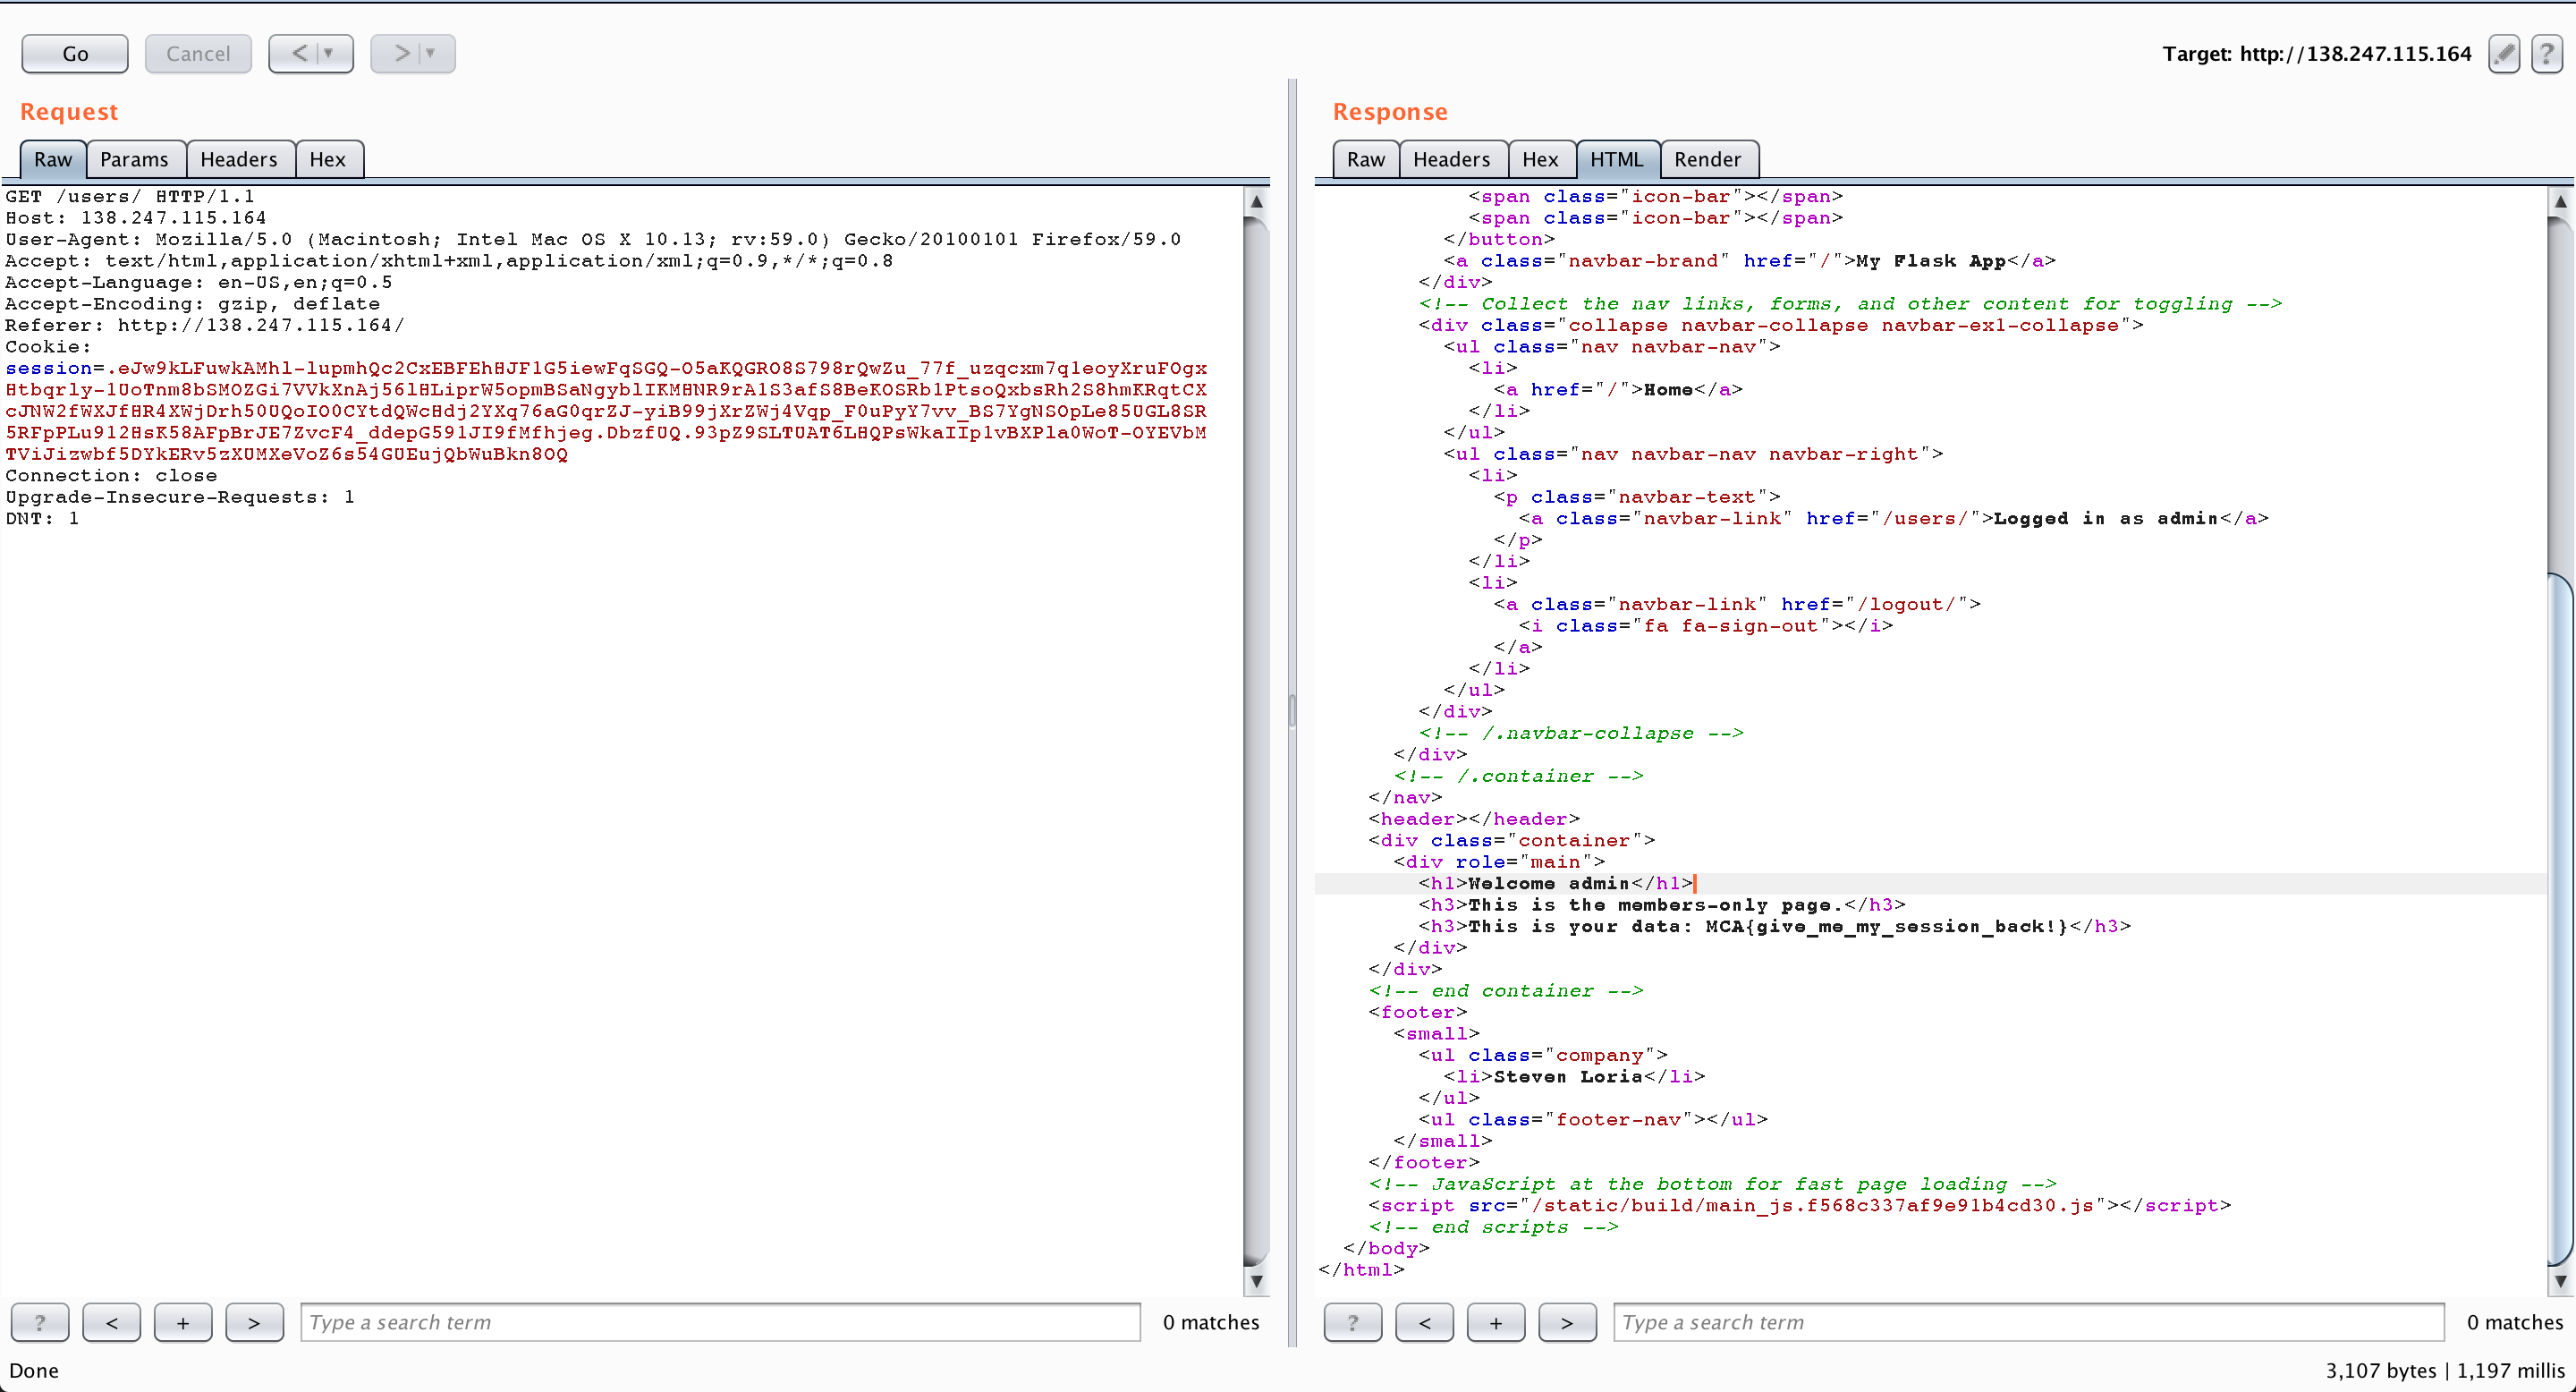 Go Cancel < > Target: http://138.247.115.164 ?
Request
Raw Params Headers Hex
GET /users/ HTTP/1.1
Host: 138.247.115.164
User-Agent: Mozilla/5.0 (Macintosh; Intel Mac OS X 10.13; rv:59.0) Gecko/20100101 Firefox/59.0
Accept: text/html,application/xhtml+xml,application/xml;q=0.9,*/*;q=0.8
Accept-Language: en-US,en;q=0.5
Accept-Encoding: gzip, deflate
Referer: http://138.247.115.164/
Cookie:
Connection: close
Upgrade-Insecure-Requests: 1
DNT: 1
? < + > Type a search term 0 matches
Done
Response
Raw Headers Hex HTML Render
<span class="icon-bar"></span>
<span class="icon-bar"></span>
</button>
<a class="navbar-brand" href="/">My Flask App</a>
</div>
<!-- Collect the nav links, forms, and other content for toggling -->
<div class="collapse navbar-collapse navbar-ex1-collapse">
<ul class="nav navbar-nav">
<li>
<a href="/">Home</a>
</li>
</ul>
<ul class="nav navbar-nav navbar-right">
<li>
<p class="navbar-text">
<a class="navbar-link" href="/users/">Logged in as admin</a>
</p>
</li>
<li>
<a class="navbar-link" href="/logout/">
<i class="fa fa-sign-out"></i>
</a>
</li>
</ul>
</div>
<!-- /.navbar-collapse -->
</div>
<!-- /.container -->
</nav>
<header></header>
<div class="container">
<div role="main">
<h1>Welcome admin</h1>
<h3>This is the members-only page.</h3>
<h3>This is your data: MCA{give_me_my_session_back!}</h3>
</div>
</div>
<!-- end container -->
<footer>
<small>
<ul class="company">
<li>Steven Loria</li>
</ul>
<ul class="footer-nav"></ul>
</small>
</footer>
<!-- JavaScript at the bottom for fast page loading -->
<script src="/static/build/main_js.f568c337af9e91b4cd30.js"></script>
<!-- end scripts -->
</body>
</html>
? < + > Type a search term 0 matches
3,107 bytes | 1,197 millis